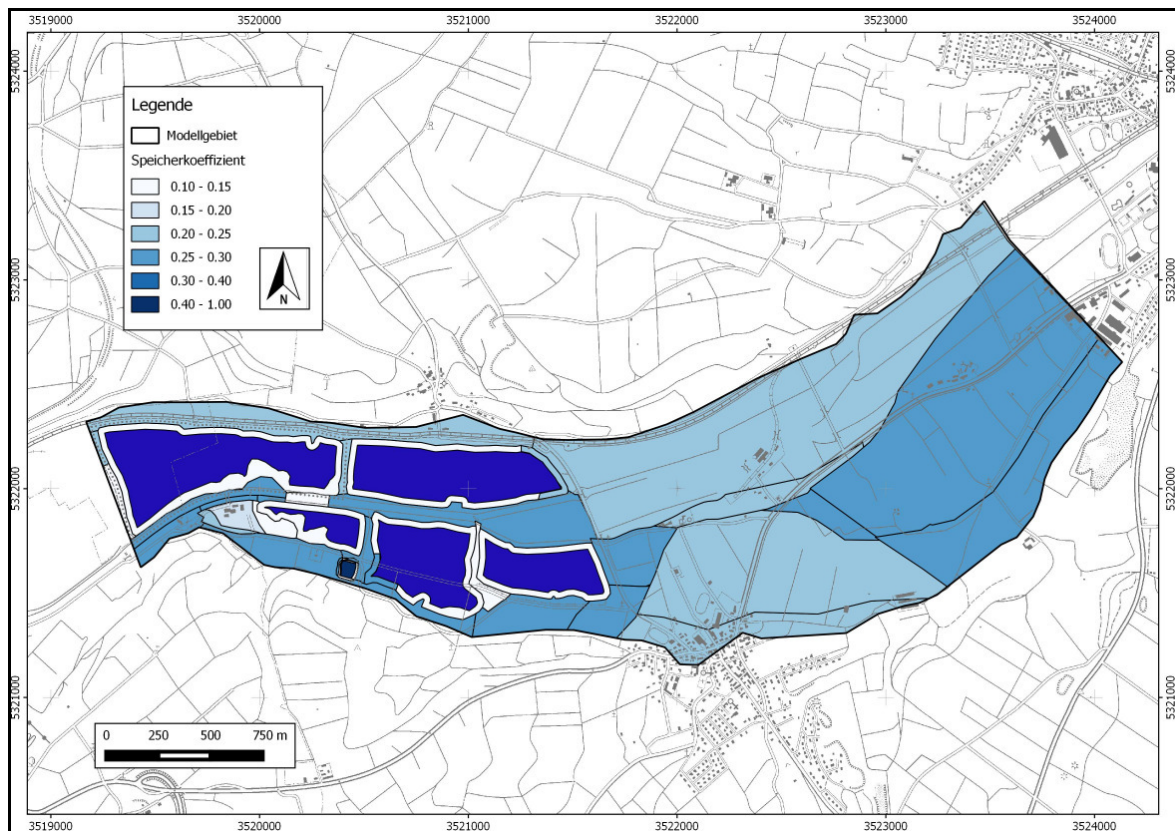 3519000 3520000 3521000 3522000 3523000 3524000
5324000 5324000
Legende
Modellgebiet
Speicherkoeffizient
0.10 - 0.15
0.15 - 0.20
0.20 - 0.25
0.25 - 0.30
0.30 - 0.40
0.40 - 1.00
N
5323000 5323000
5322000 5322000
5321000 5321000
0 250 500 750 m
3519000 3520000 3521000 3522000 3523000 3524000